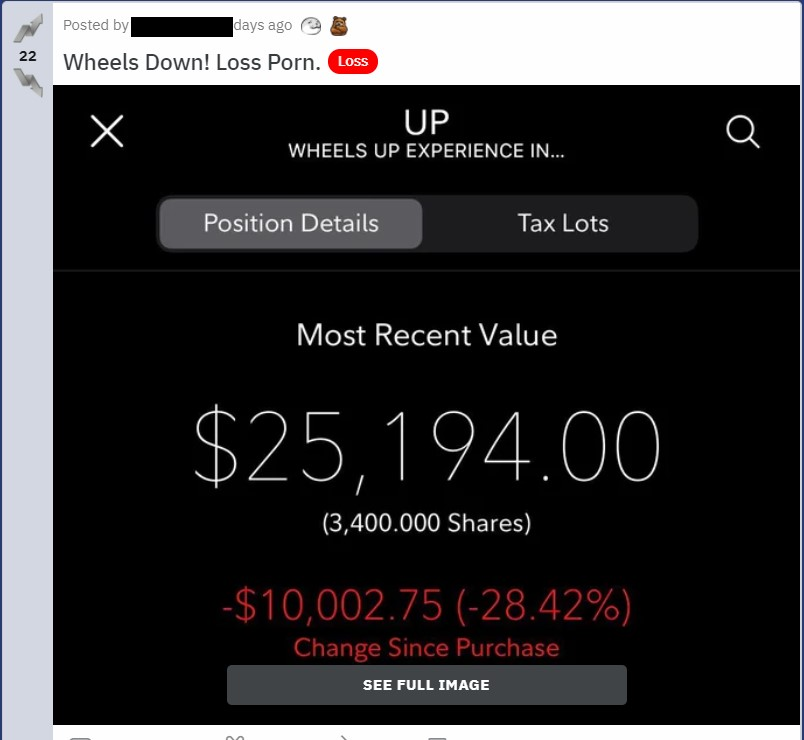 Posted by days ago
22
Wheels Down! Loss Porn. Loss
UP
WHEELS UP EXPERIENCE IN...
Position Details Tax Lots
Most Recent Value
$25,194.00
(3,400.000 Shares)
-$10,002.75 (-28.42%)
Change Since Purchase
SEE FULL IMAGE